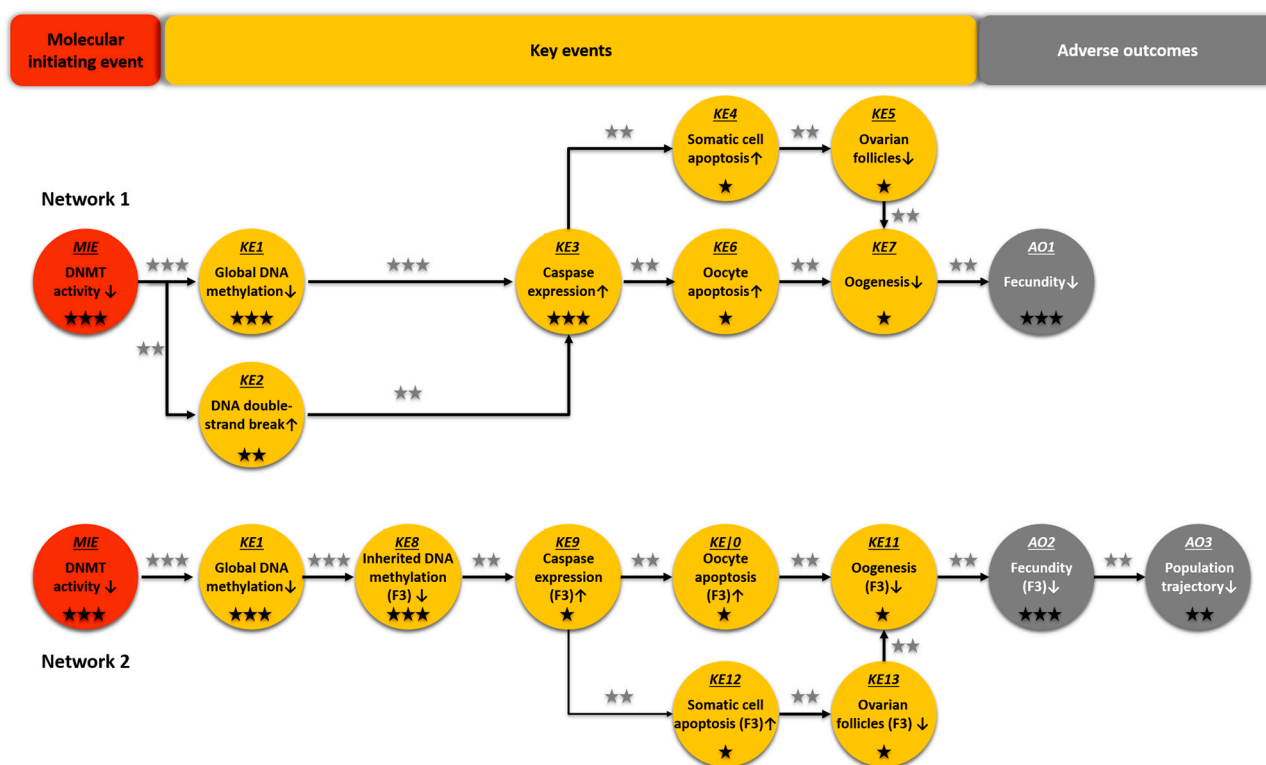 Molecular
initiating event
Key events
Adverse outcomes
KE4
Somatic cell
apoptosis↑
★
★★
★★
KE5
Ovarian
follicles↓
★
★★
Network 1
MIE
DNMT
activity ↓
★★★
★★★
KE1
Global DNA
methylation↓
★★★
★★★
KE3
Caspase
expression↑
★★★
★★
KE6
Oocyte
apoptosis↑
★
★★
KE7
Oogenesis↓
★
★★
AO1
Fecundity↓
★★★
★★
KE2
DNA double-
strand break↑
★★
★★
MIE
DNMT
activity ↓
★★★
★★★
KE1
Global DNA
methylation↓
★★★
★★★
KE8
Inherited DNA
methylation
(F3) ↓
★★★
★★
KE9
Caspase
expression
(F3)↑
★
★★
KE|0
Oocyte
apoptosis
(F3)↑
★
★★
KE11
Oogenesis
(F3)↓
★
★★
AO2
Fecundity
(F3)↓
★★★
★★
AO3
Population
trajectory↓
★★
Network 2
★★
KE12
Somatic cell
apoptosis (F3)↑
★
★★
KE13
Ovarian
follicles (F3) ↓
★
★★